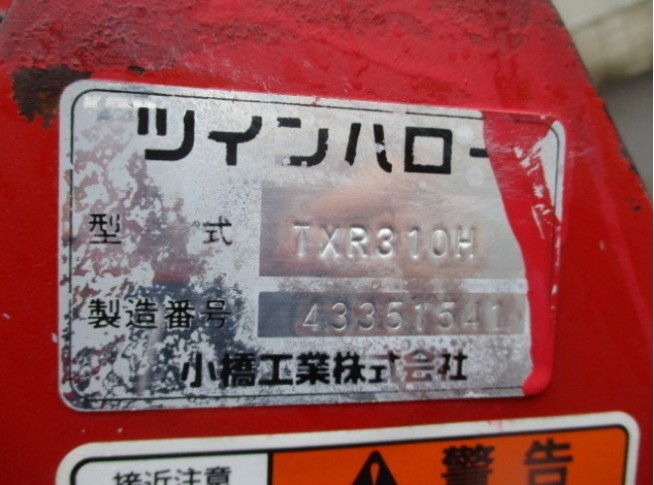 ツインハロー
型式 TXR310H
製造番号 43351541
小橋工業株式会社
接近注意
警告